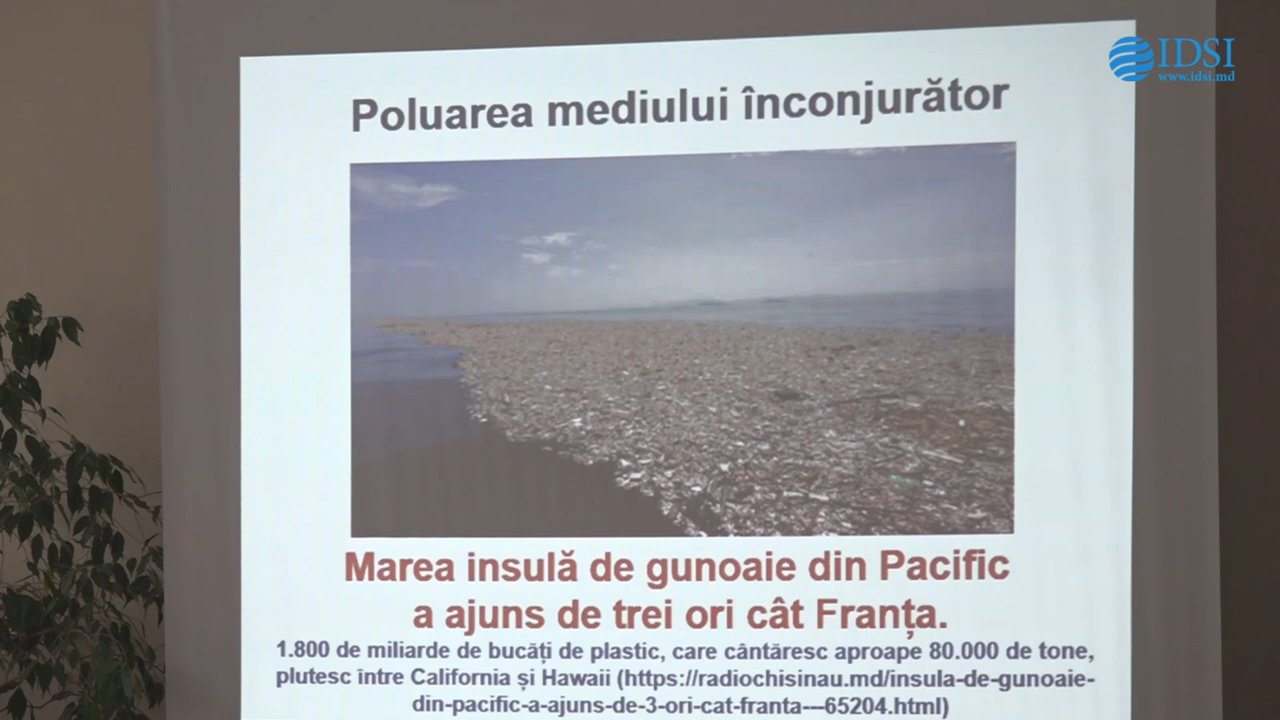 IDSI
www.idsi.md
Poluarea mediului înconjurător
Marea insulă de gunoaie din Pacific
a ajuns de trei ori cât Franța.
1.800 de miliarde de bucăți de plastic, care cântăresc aproape 80.000 de tone,
plutesc între California și Hawaii (https://radiochisinau.md/insula-de-gunoaie-
din-pacific-a-ajuns-de-3-ori-cat-franta---65204.html)